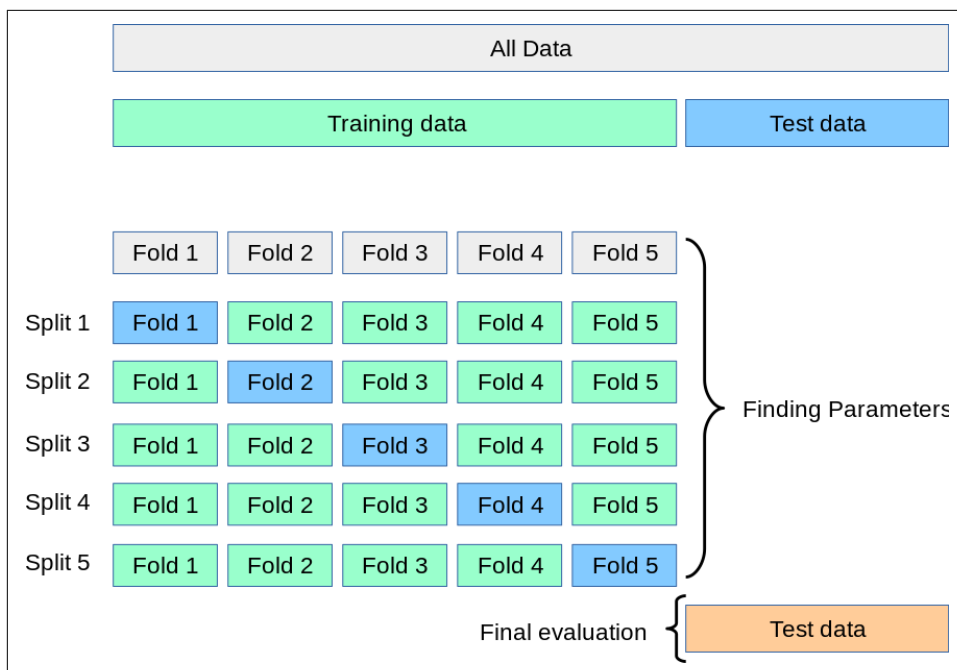 All Data
Training data Test data
Fold 1 Fold 2 Fold 3 Fold 4 Fold 5
Split 1 Fold 1 Fold 2 Fold 3 Fold 4 Fold 5
Split 2 Fold 1 Fold 2 Fold 3 Fold 4 Fold 5
Finding Parameters
Split 3 Fold 1 Fold 2 Fold 3 Fold 4 Fold 5
Split 4 Fold 1 Fold 2 Fold 3 Fold 4 Fold 5
Split 5 Fold 1 Fold 2 Fold 3 Fold 4 Fold 5
Final evaluation Test data